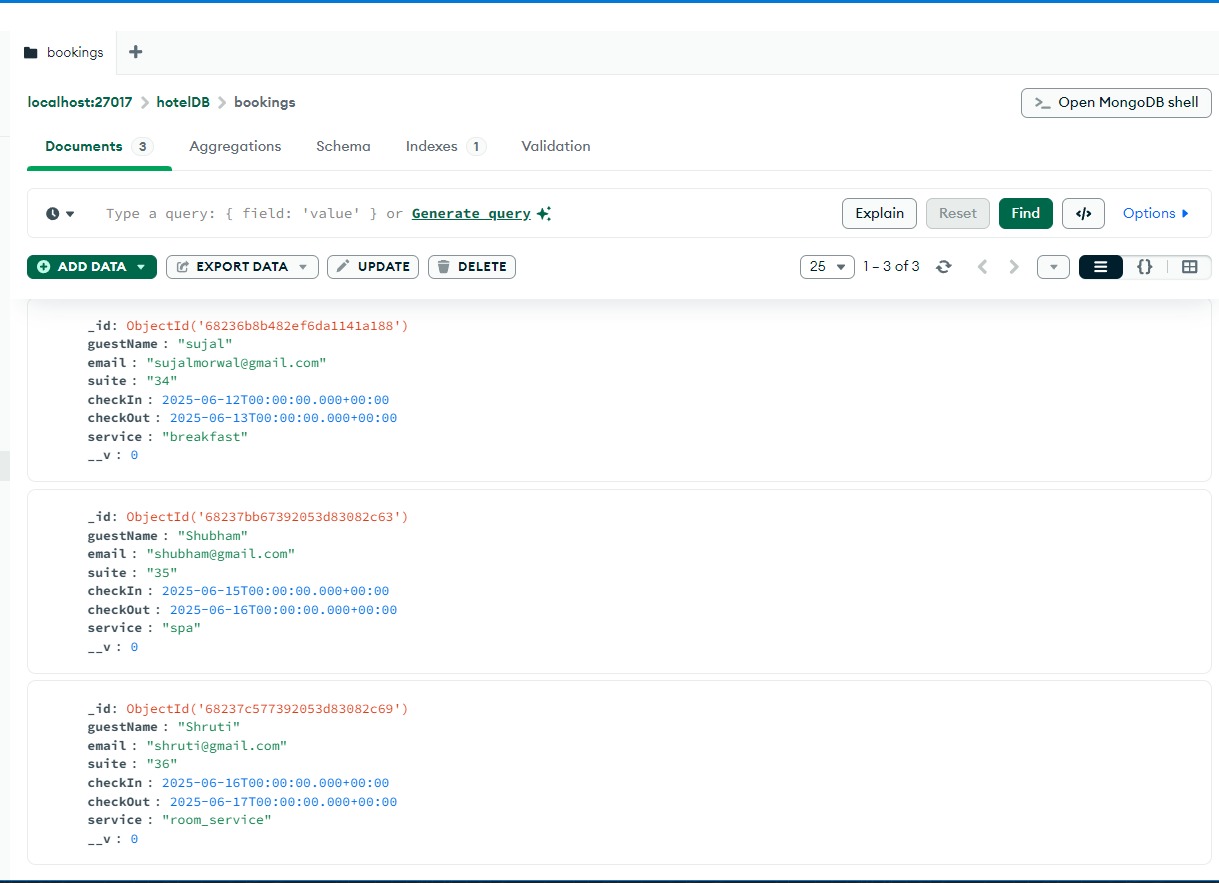 bookings
localhost:27017 > hotelDB > bookings
>_ Open MongoDB shell
Documents 3 Aggregations Schema Indexes 1 Validation
Type a query: { field: 'value' } or Generate query
Explain Reset Find </> Options
ADD DATA EXPORT DATA UPDATE DELETE
25 1 – 3 of 3 {}
_id: ObjectId('68236b8b482ef6da1141a188')
guestName : "sujal"
email : "sujalmorwal@gmail.com"
suite : "34"
checkIn : 2025-06-12T00:00:00.000+00:00
checkOut : 2025-06-13T00:00:00.000+00:00
service : "breakfast"
__v : 0
_id: ObjectId('68237bb67392053d83082c63')
guestName : "Shubham"
email : "shubham@gmail.com"
suite : "35"
checkIn : 2025-06-15T00:00:00.000+00:00
checkOut : 2025-06-16T00:00:00.000+00:00
service : "spa"
__v : 0
_id: ObjectId('68237c577392053d83082c69')
guestName : "Shruti"
email : "shruti@gmail.com"
suite : "36"
checkIn : 2025-06-16T00:00:00.000+00:00
checkOut : 2025-06-17T00:00:00.000+00:00
service : "room_service"
__v : 0